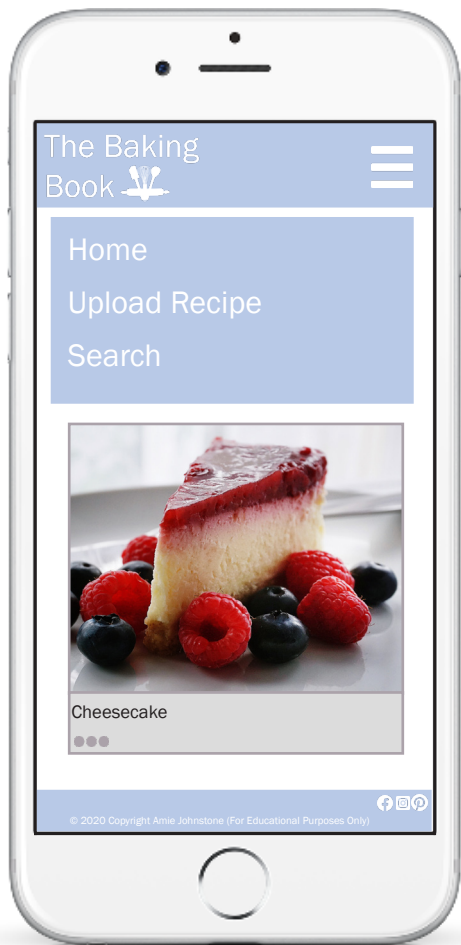 The Baking
Book
Home
Upload Recipe
Search
Cheesecake
© 2020 Copyright Amie Johnstone (For Educational Purposes Only)